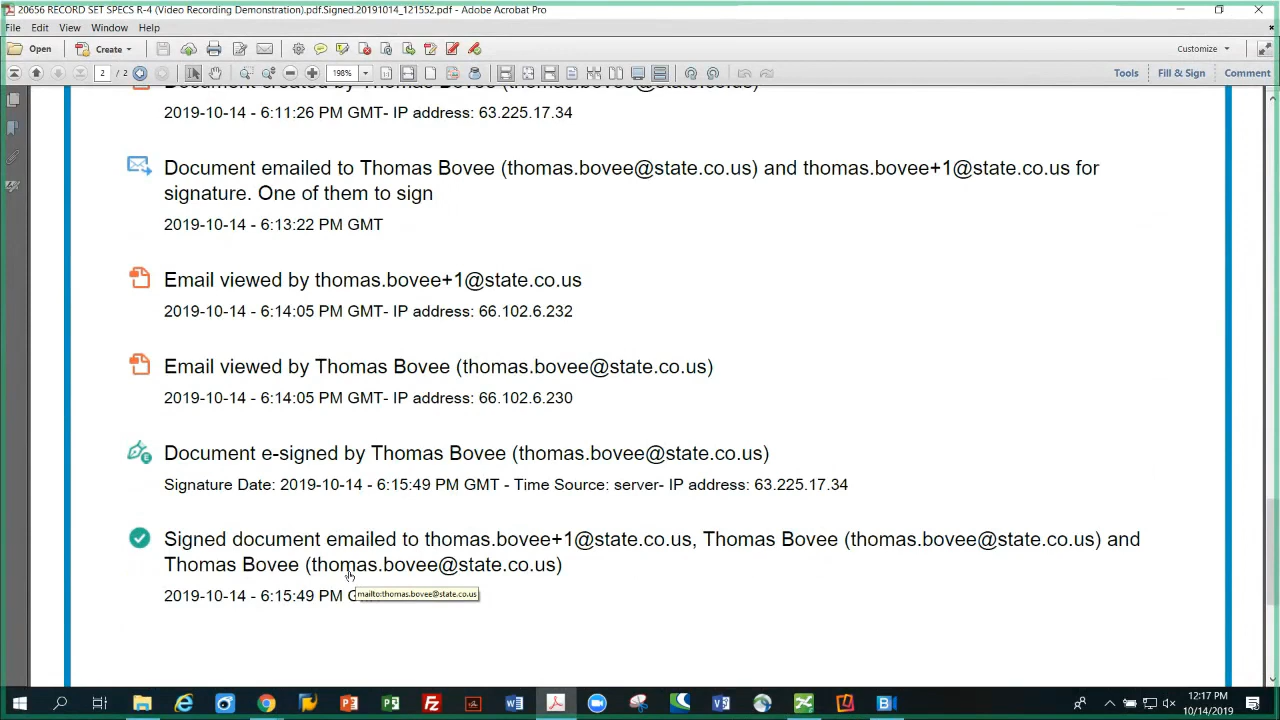 20656 RECORD SET SPECS R-4 (Video Recording Demonstration).pdf.Signed.20191014_121552.pdf - Adobe Acrobat Pro
File Edit View Window Help
Open Create Customize
2 / 2 198% Tools Fill & Sign Comment
Document created by Thomas Bovee (thomas.bovee@state.co.us)
2019-10-14 - 6:11:26 PM GMT- IP address: 63.225.17.34
Document emailed to Thomas Bovee (thomas.bovee@state.co.us) and thomas.bovee+1@state.co.us for
signature. One of them to sign
2019-10-14 - 6:13:22 PM GMT
Email viewed by thomas.bovee+1@state.co.us
2019-10-14 - 6:14:05 PM GMT- IP address: 66.102.6.232
Email viewed by Thomas Bovee (thomas.bovee@state.co.us)
2019-10-14 - 6:14:05 PM GMT- IP address: 66.102.6.230
Document e-signed by Thomas Bovee (thomas.bovee@state.co.us)
Signature Date: 2019-10-14 - 6:15:49 PM GMT - Time Source: server- IP address: 63.225.17.34
Signed document emailed to thomas.bovee+1@state.co.us, Thomas Bovee (thomas.bovee@state.co.us) and
Thomas Bovee (thomas.bovee@state.co.us)
2019-10-14 - 6:15:49 PM G
mailto:thomas.bovee@state.co.us
12:17 PM
10/14/2019